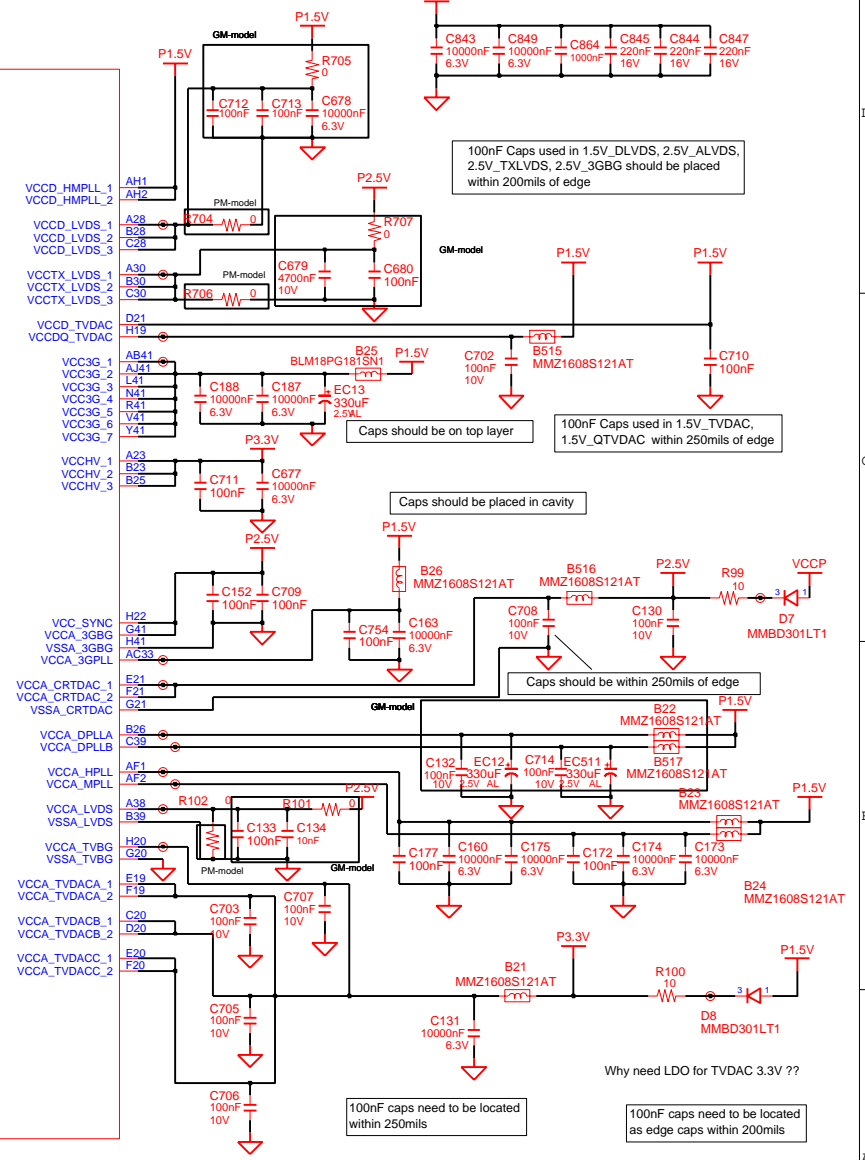 P1.5V
GM-model
R705
0
P1.5V
C712
100nF
C713
100nF
C678
10000nF
6.3V
C843
10000nF
6.3V
C849
10000nF
6.3V
C864
1000nF
C845
220nF
16V
C844
220nF
16V
C847
220nF
16V
100nF Caps used in 1.5V_DLVDS, 2.5V_ALVDS,
2.5V_TXLVDS, 2.5V_3GBG should be placed
within 200mils of edge
VCCD_HMPLL_1 AH1
VCCD_HMPLL_2 AH2
VCCD_LVDS_1 A28
VCCD_LVDS_2 B28
VCCD_LVDS_3 C28
PM-model
R704 0
P2.5V
R707
0
GM-model
VCCTX_LVDS_1 A30
VCCTX_LVDS_2 B30
VCCTX_LVDS_3 C30
PM-model
R706 0
C679
4700nF
10V
C680
100nF
P1.5V
P1.5V
VCCD_TVDAC D21
VCCDQ_TVDAC H19
C702
100nF
10V
B515
MMZ1608S121AT
C710
100nF
VCC3G_1 AB41
VCC3G_2 AJ41
VCC3G_3 L41
VCC3G_4 N41
VCC3G_5 R41
VCC3G_6 V41
VCC3G_7 Y41
B25
BLM18PG181SN1
P1.5V
C188
10000nF
6.3V
C187
10000nF
6.3V
EC13
330uF
2.5V
AL
Caps should be on top layer
100nF Caps used in 1.5V_TVDAC,
1.5V_QTVDAC within 250mils of edge
P3.3V
VCCHV_1 A23
VCCHV_2 B23
VCCHV_3 B25
C711
100nF
C677
10000nF
6.3V
Caps should be placed in cavity
P2.5V
P1.5V
B26
MMZ1608S121AT
C152
100nF
C709
100nF
C754
100nF
C163
10000nF
6.3V
VCC_SYNC H22
VCCA_3GBG G41
VSSA_3GBG H41
VCCA_3GPLL AC33
B516
MMZ1608S121AT
P2.5V
R99
10
VCCP
3 1
D7
MMBD301LT1
C708
100nF
10V
C130
100nF
10V
Caps should be within 250mils of edge
VCCA_CRTDAC_1 E21
VCCA_CRTDAC_2 F21
VSSA_CRTDAC G21
GM-model
VCCA_DPLLA B26
VCCA_DPLLB C39
B22
MMZ1608S121AT
P1.5V
B517
MMZ1608S121AT
C132
100nF
10V
EC12
330uF
2.5V AL
C714
100nF
10V
EC511
330uF
2.5V AL
VCCA_HPLL AF1
VCCA_MPLL AF2
B23
MMZ1608S121AT
P1.5V
VCCA_LVDS A38
VSSA_LVDS B39
R102
0
R101
0
P2.5V
C133
100nF
C134
10nF
PM-model
GM-model
C177
100nF
C160
10000nF
6.3V
C175
10000nF
6.3V
C172
100nF
C174
10000nF
6.3V
C173
10000nF
6.3V
B24
MMZ1608S121AT
VCCA_TVBG H20
VSSA_TVBG G20
VCCA_TVDACA_1 E19
VCCA_TVDACA_2 F19
VCCA_TVDACB_1 C20
VCCA_TVDACB_2 D20
VCCA_TVDACC_1 E20
VCCA_TVDACC_2 F20
C703
100nF
10V
C707
100nF
10V
C705
100nF
10V
C706
100nF
10V
B21
MMZ1608S121AT
P3.3V
C131
10000nF
6.3V
R100
10
3 1
P1.5V
D8
MMBD301LT1
Why need LDO for TVDAC 3.3V ??
100nF caps need to be located
within 250mils
100nF caps need to be located
as edge caps within 200mils